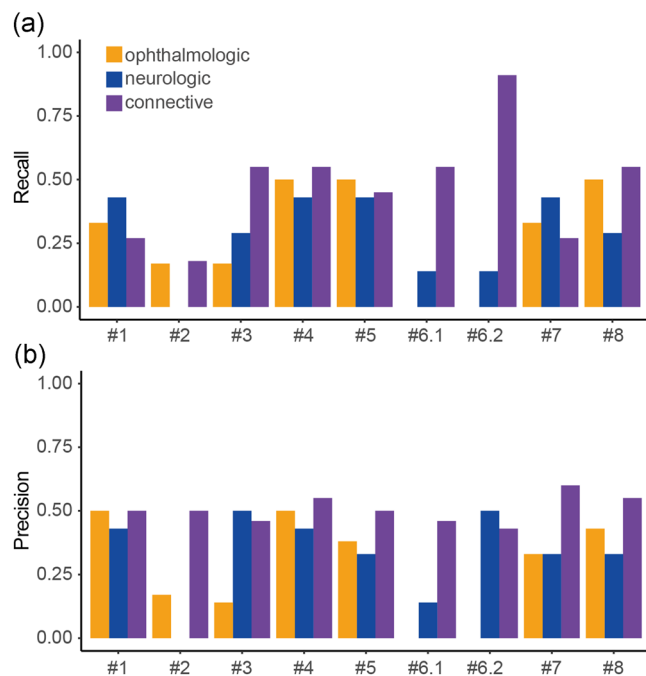 (a)
ophthalmologic
neurologic
connective
Recall
1.00
0.75
0.50
0.25
0.00
#1 #2 #3 #4 #5 #6.1 #6.2 #7 #8
(b)
Precision
1.00
0.75
0.50
0.25
0.00
#1 #2 #3 #4 #5 #6.1 #6.2 #7 #8